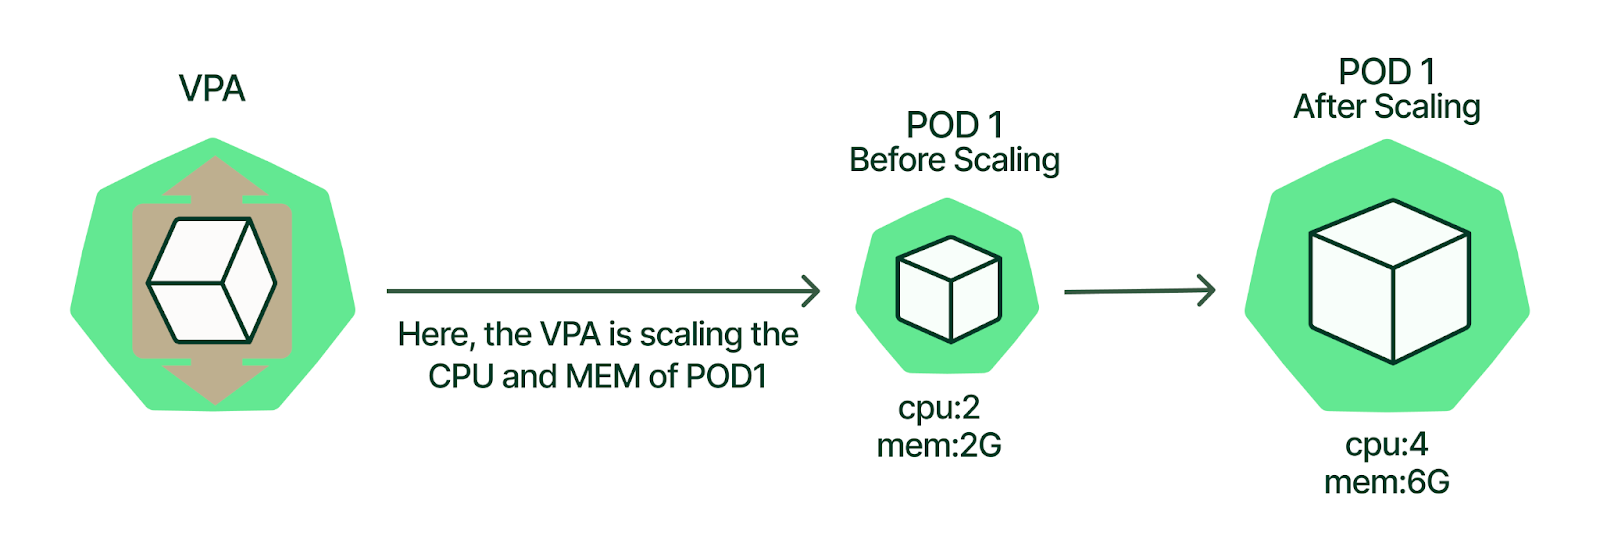 VPA
Here, the VPA is scaling the
CPU and MEM of POD1
POD 1
Before Scaling
cpu:2
mem:2G
POD 1
After Scaling
cpu:4
mem:6G